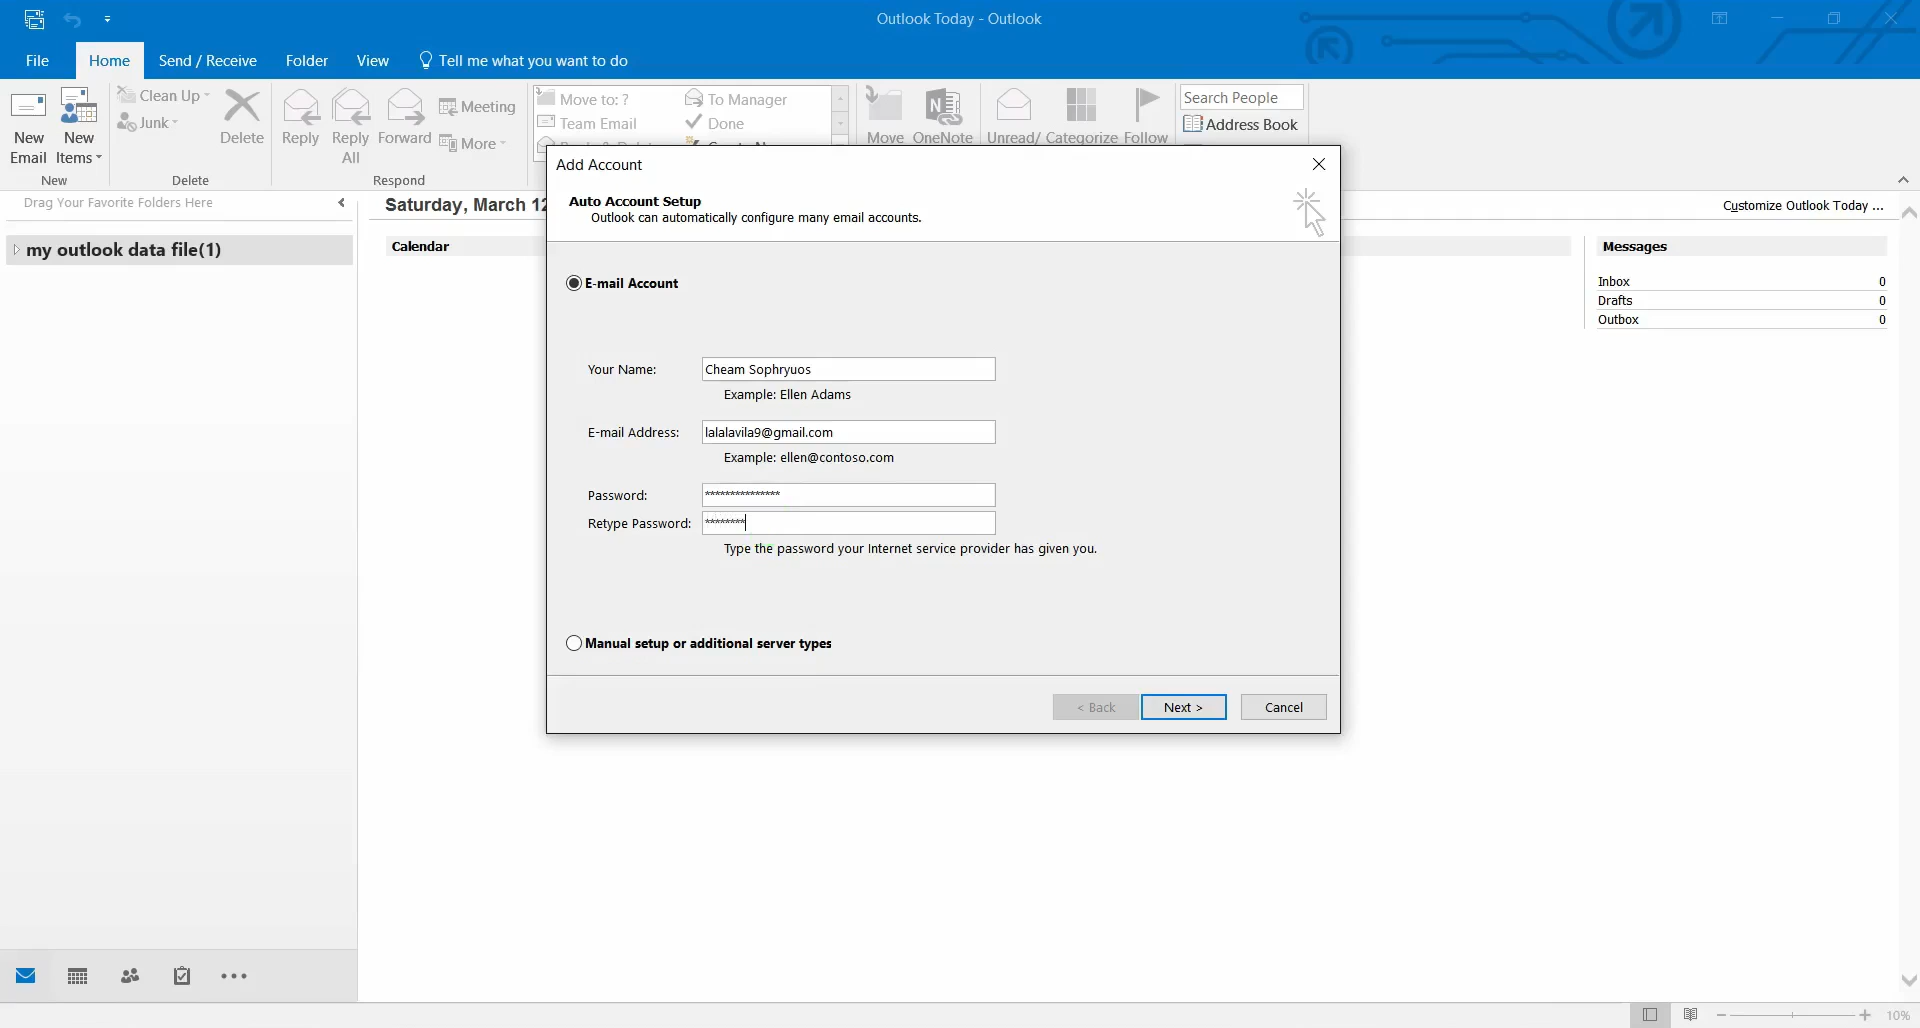 Outlook Today - Outlook
File
Home
Send / Receive
Folder
View
Tell me what you want to do
New Email
New Items
Clean Up
Junk
Delete
Reply
Reply All
Forward
Meeting
More
Move to: ?
Team Email
To Manager
Done
Move
OneNote
Unread/
Categorize
Follow
Search People
Address Book
New
Delete
Respond
Drag Your Favorite Folders Here
my outlook data file(1)
Saturday, March 12
Customize Outlook Today ...
Calendar
Messages
Inbox 0
Drafts 0
Outbox 0
Add Account
Auto Account Setup
Outlook can automatically configure many email accounts.
E-mail Account
Your Name: Cheam Sophryuos
Example: Ellen Adams
E-mail Address: lalalavila9@gmail.com
Example: ellen@contoso.com
Password: ***************
Retype Password: ********
Type the password your Internet service provider has given you.
Manual setup or additional server types
< Back
Next >
Cancel
10%